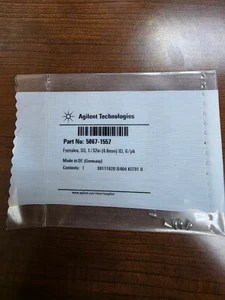 Agilent Technologies
Part No: 5067-1557
Ferrules, SS, 1/32in (0.8mm) ID, 6/pk
Made in DE (Germany)
Contents: 1
www.agilent.com